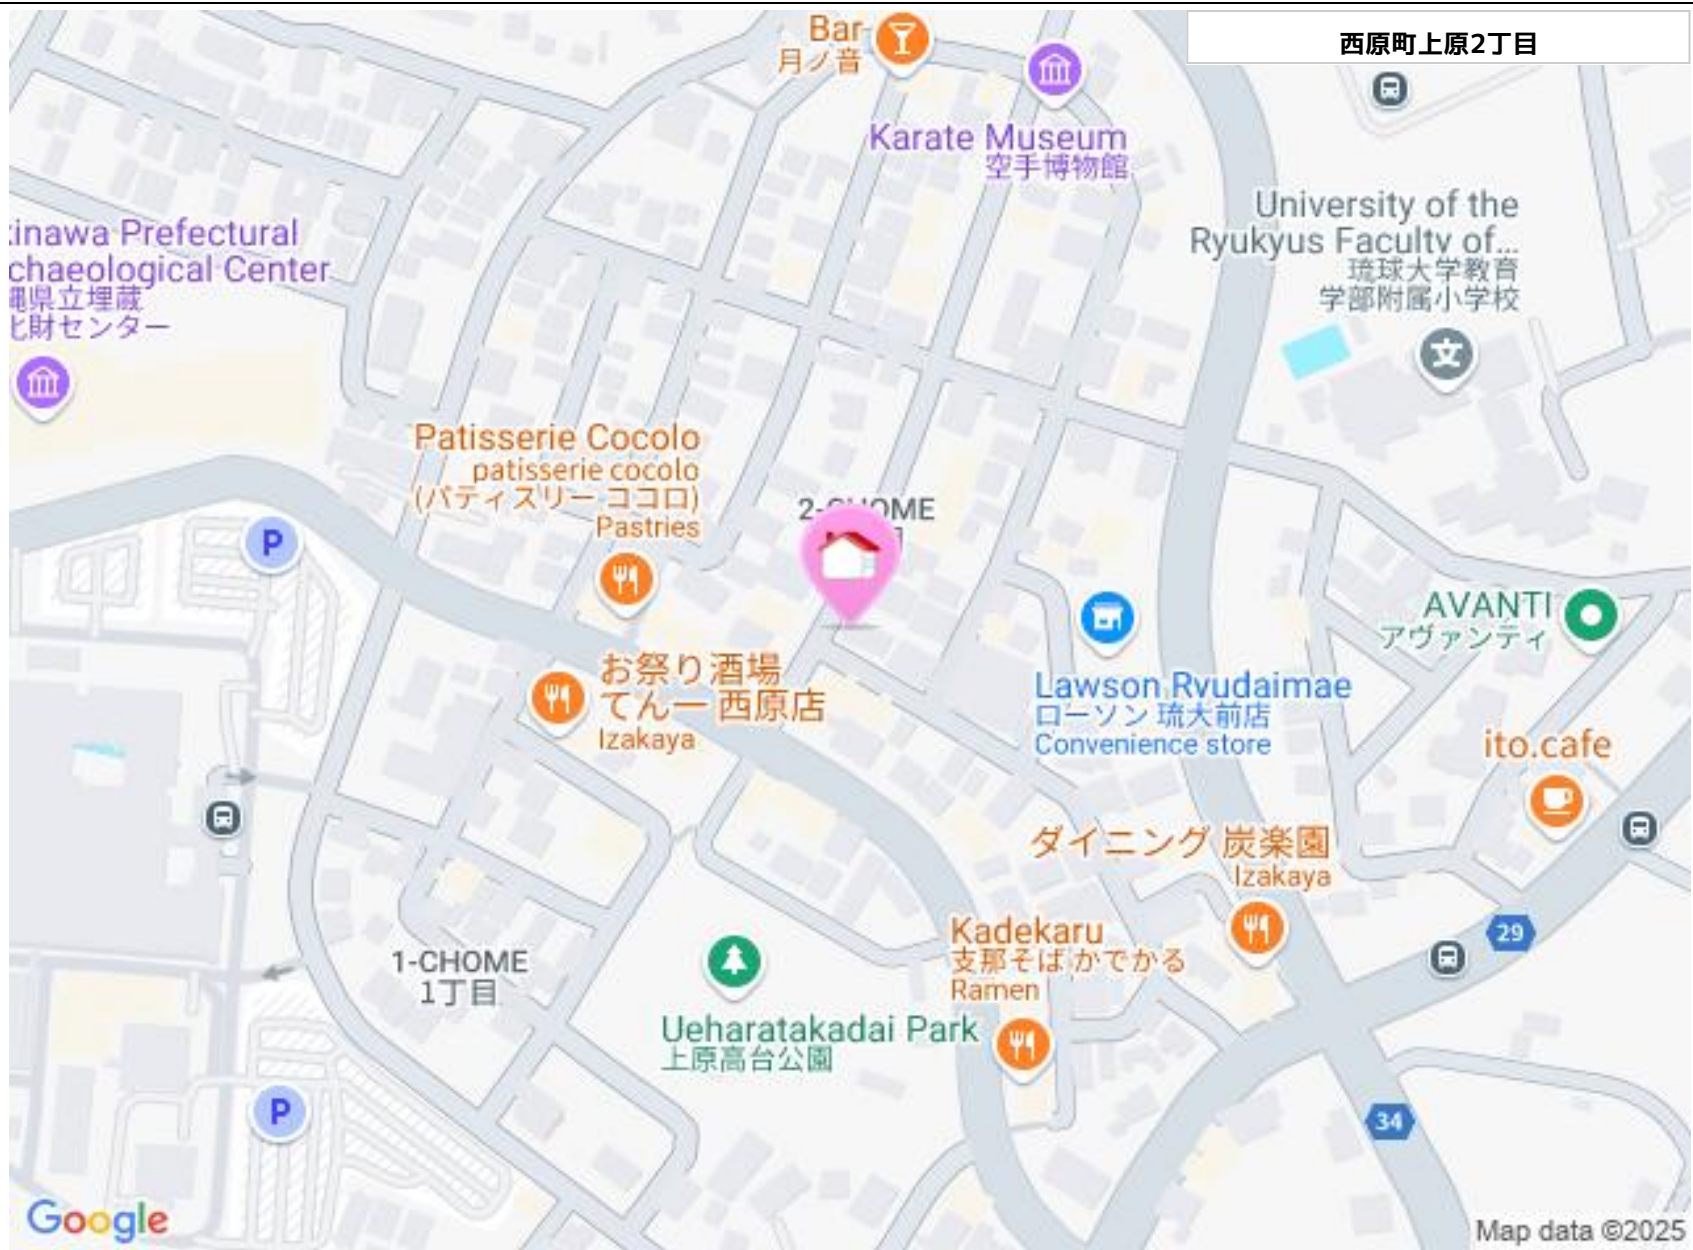 西原町上原2丁目
Bar
月ノ音
Karate Museum
空手博物館
University of the
Ryukyus Faculty of...
琉球大学教育
学部附属小学校
inawa Prefectural
chaeological Center
縄県立埋蔵
化財センター
Patisserie Cocolo
patisserie cocolo
(パティスリー ココロ)
Pastries
2-CHOME
P
お祭り酒場
てん一 西原店
Izakaya
Lawson Ryudaimae
ローソン 琉大前店
Convenience store
AVANTI
アヴァンティ
文
ito.cafe
ダイニング 炭楽園
Izakaya
Kadekaru
支那そば かでかる
Ramen
1-CHOME
1丁目
Ueharatakadai Park
上原高台公園
29
34
P
Google
Map data ©2025